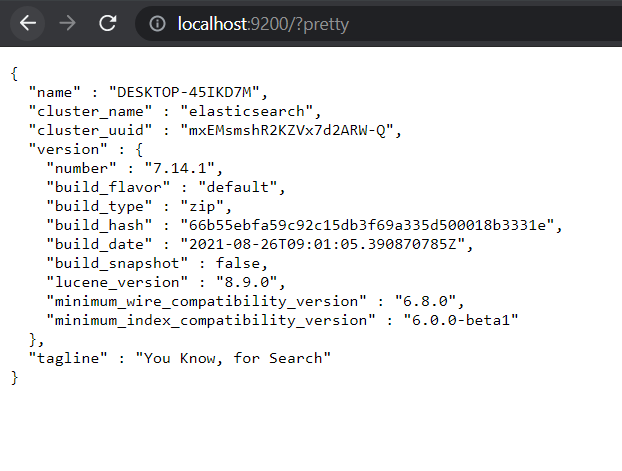 localhost:9200/?pretty
{
  "name" : "DESKTOP-45IKD7M",
  "cluster_name" : "elasticsearch",
  "cluster_uuid" : "mxEMsmshR2KZVx7d2ARW-Q",
  "version" : {
    "number" : "7.14.1",
    "build_flavor" : "default",
    "build_type" : "zip",
    "build_hash" : "66b55ebfa59c92c15db3f69a335d500018b3331e",
    "build_date" : "2021-08-26T09:01:05.390870785Z",
    "build_snapshot" : false,
    "lucene_version" : "8.9.0",
    "minimum_wire_compatibility_version" : "6.8.0",
    "minimum_index_compatibility_version" : "6.0.0-beta1"
  },
  "tagline" : "You Know, for Search"
}